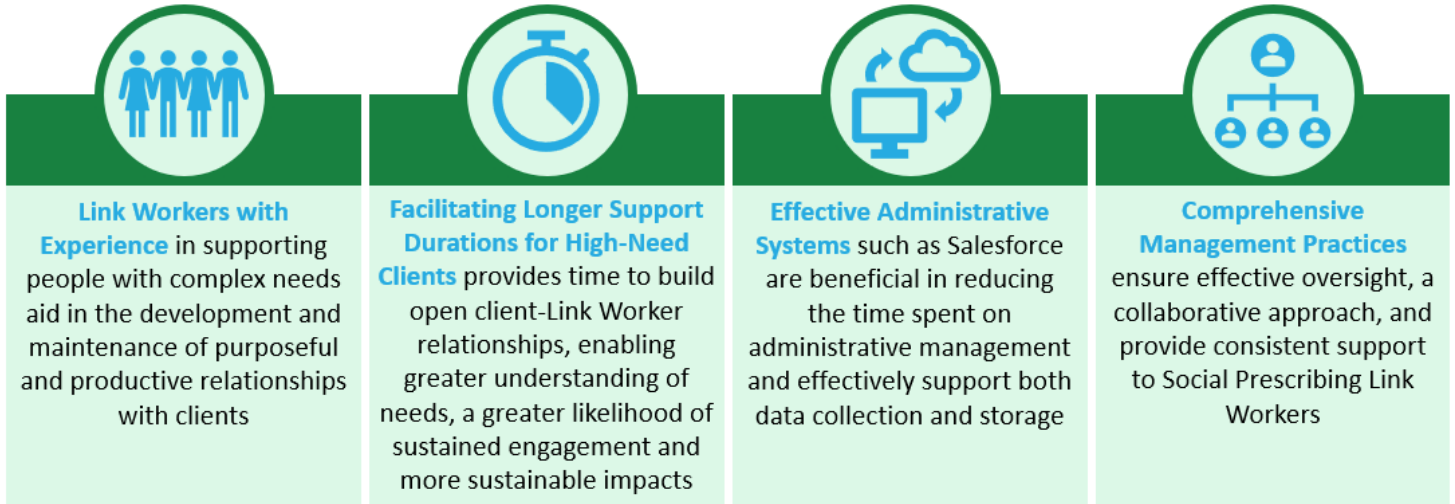 Link Workers with
Experience in supporting
people with complex needs
aid in the development and
maintenance of purposeful
and productive relationships
with clients
Facilitating Longer Support
Durations for High-Need
Clients provides time to build
open client-Link Worker
relationships, enabling
greater understanding of
needs, a greater likelihood of
sustained engagement and
more sustainable impacts
Effective Administrative
Systems such as Salesforce
are beneficial in reducing
the time spent on
administrative management
and effectively support both
data collection and storage
Comprehensive
Management Practices
ensure effective oversight, a
collaborative approach, and
provide consistent support
to Social Prescribing Link
Workers